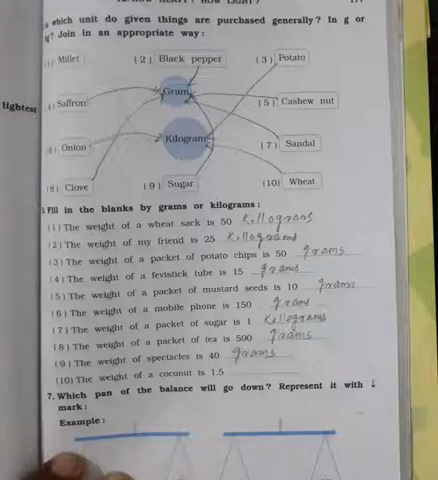 which unit do given things are purchased generally? In g or
Join in an appropriate way:
Millet
(2) Black pepper
(3) Potato
Gram
lightest
(4) Saffron
(5) Cashew nut
(6) Onion
Kilogram
(7) Sandal
(8) Clove
(9) Sugar
(10) Wheat
Fill in the blanks by grams or kilograms:
(1) The weight of a wheat sack is 50 killograms
(2) The weight of my friend is 25 killograms
(3) The weight of a packet of potato chips is 50 grams
(4) The weight of a fevistick tube is 15 grams
(5) The weight of a packet of mustard seeds is 10 grams
(6) The weight of a mobile phone is 150 grams
(7) The weight of a packet of sugar is 1 killograms
(8) The weight of a packet of tea is 500 grams
(9) The weight of spectacles is 40 grams
(10) The weight of a coconut is 1.5
7. Which pan of the balance will go down? Represent it with ↓
mark:
Example: